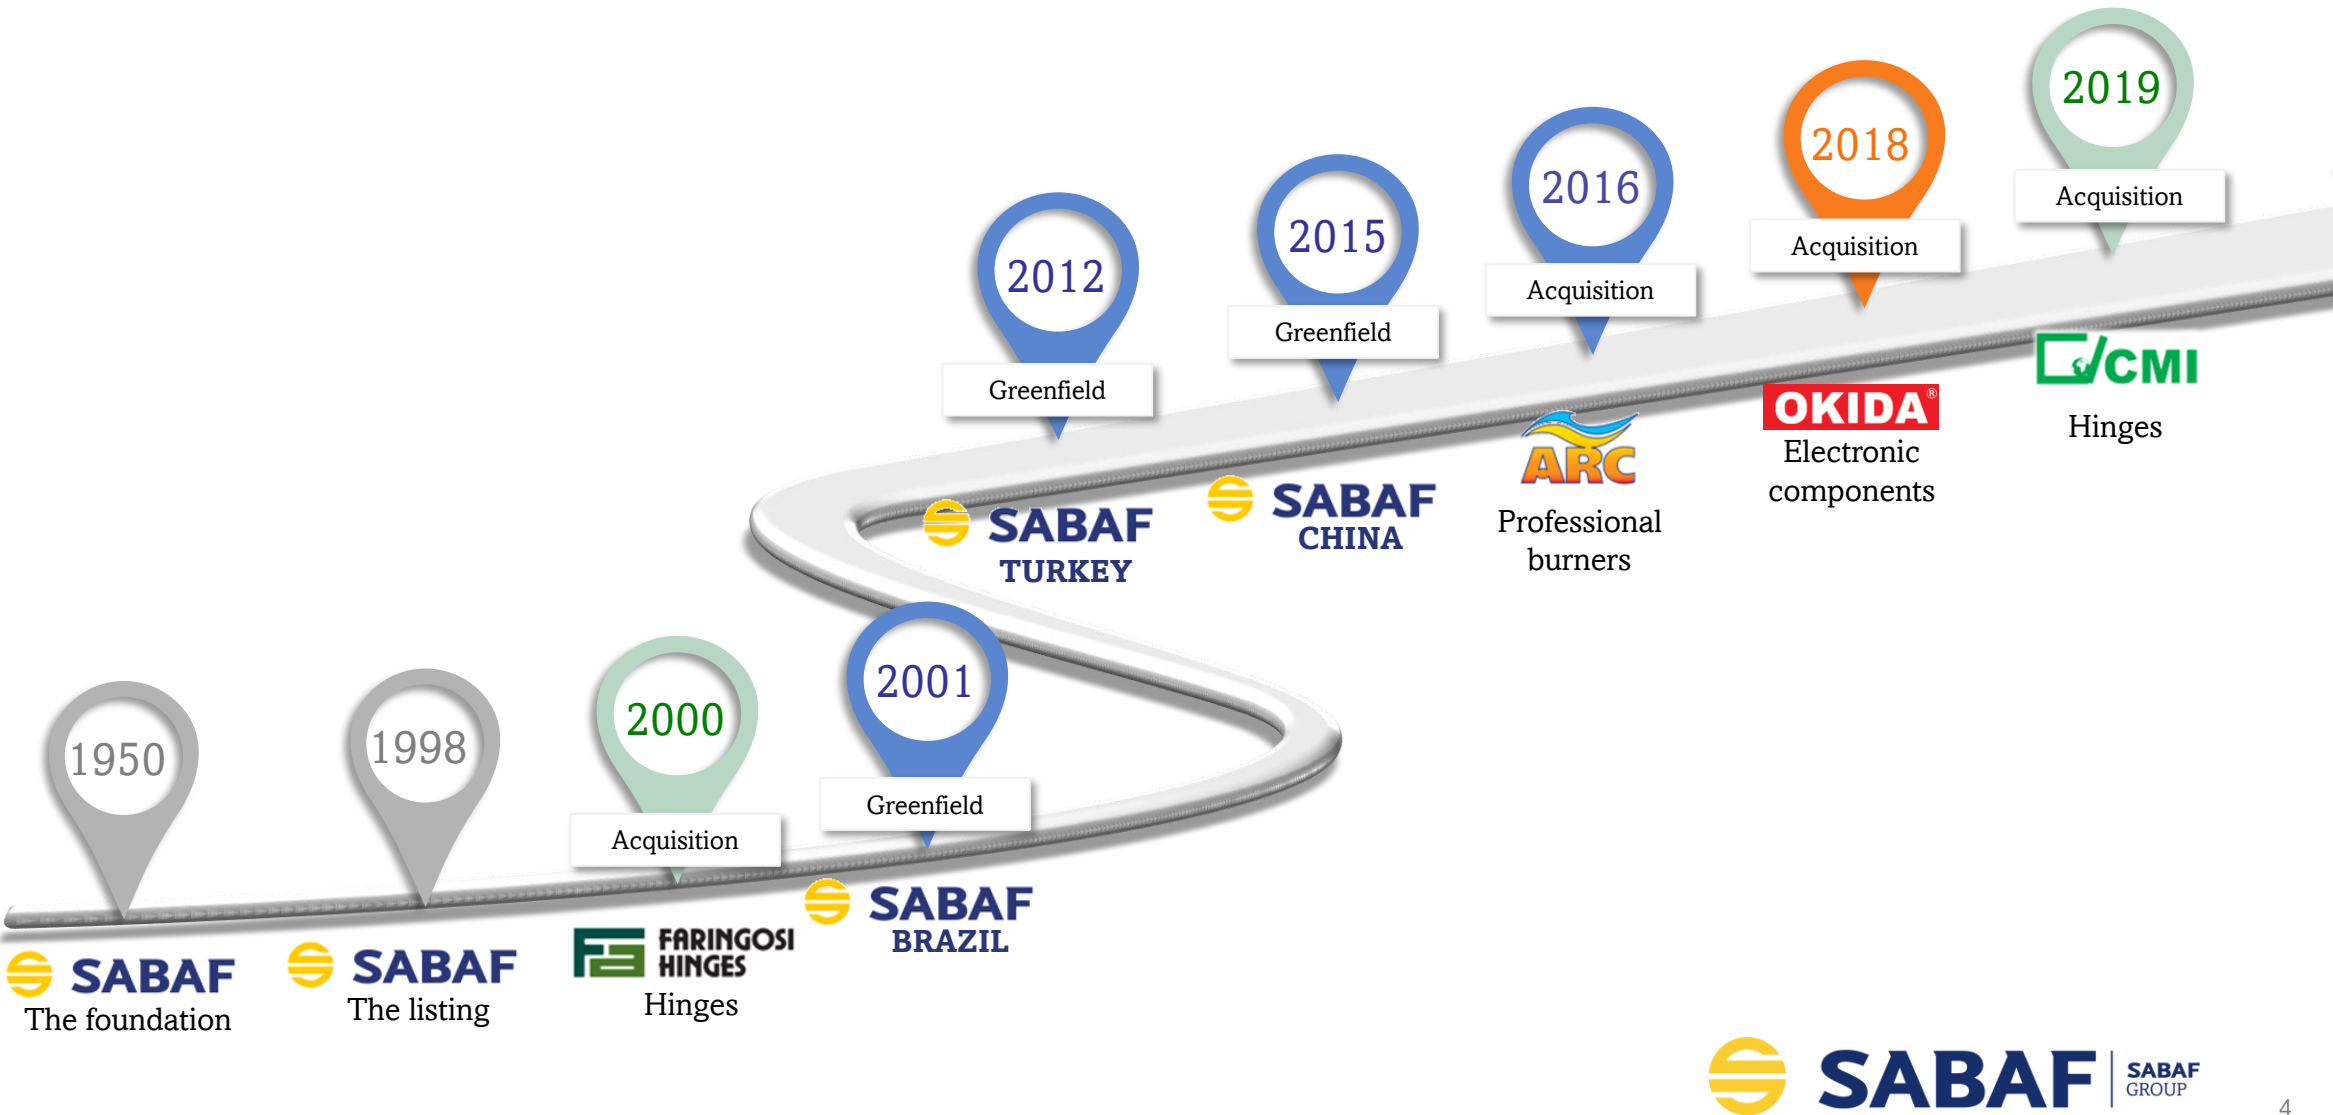 1950
SABAF
The foundation
1998
SABAF
The listing
2000
Acquisition
FARINGOSI
HINGES
Hinges
2001
Greenfield
SABAF
BRAZIL
2012
Greenfield
SABAF
TURKEY
2015
Greenfield
SABAF
CHINA
2016
Acquisition
ARC
Professional
burners
2018
Acquisition
OKIDA®
Electronic
components
2019
Acquisition
CMI
Hinges
SABAF
SABAF
GROUP
4